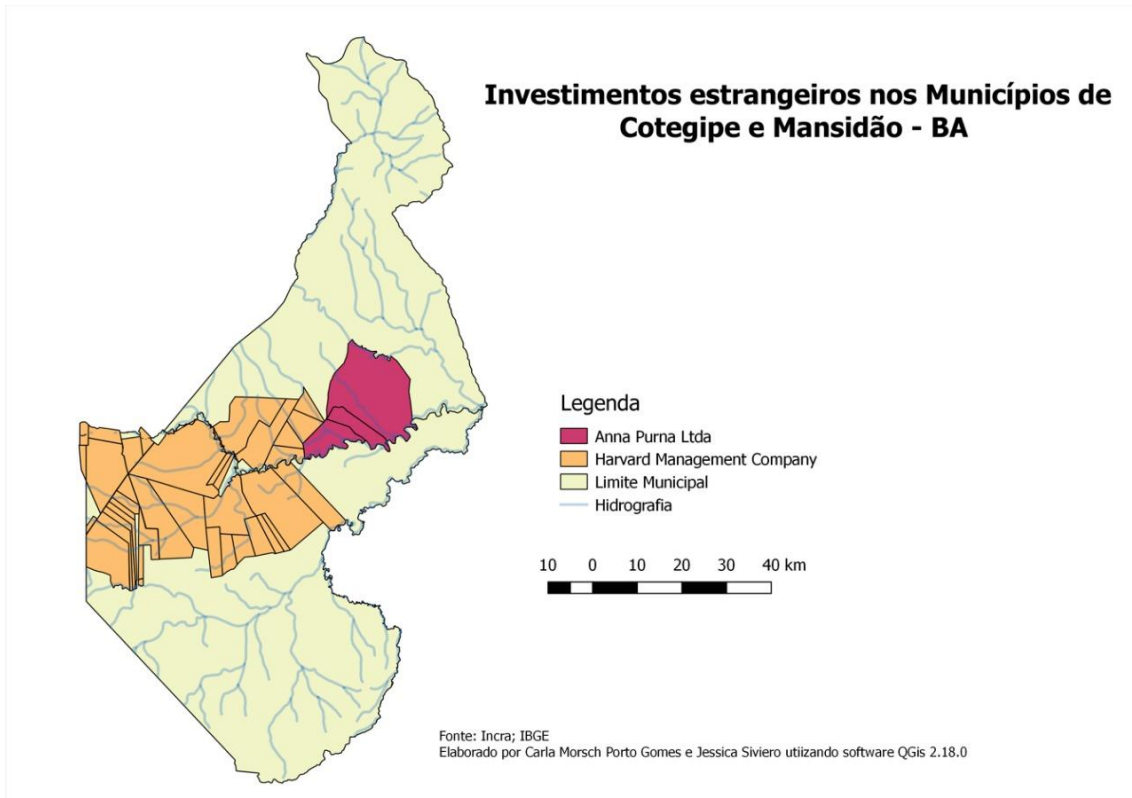 Investimentos estrangeiros nos Municípios de
Cotegipe e Mansidão - BA
Legenda
Anna Purna Ltda
Harvard Management Company
Limite Municipal
Hidrografia
10 0 10 20 30 40 km
Fonte: Incra; IBGE
Elaborado por Carla Morsch Porto Gomes e Jessica Siviero utiizando software QGis 2.18.0